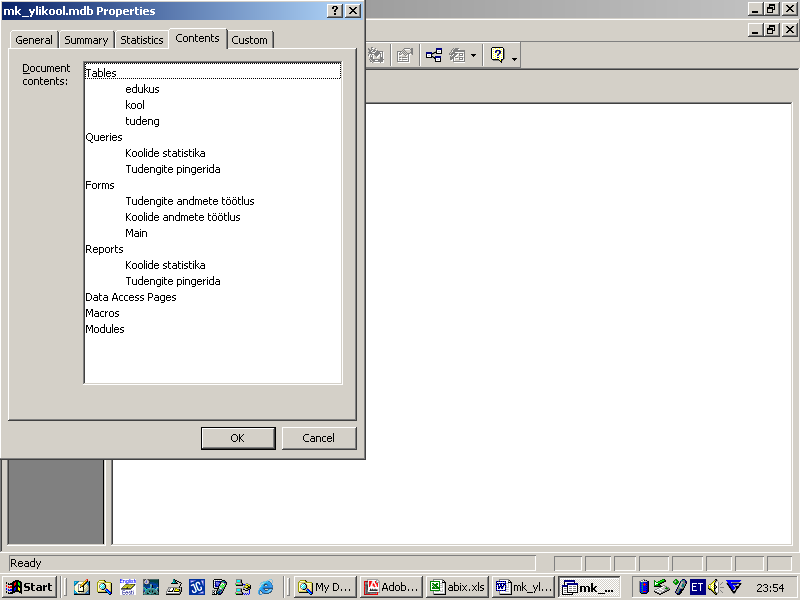 mk_ylikool.mdb Properties
General Summary Statistics Contents Custom
Document contents:
Tables
edukus
kool
tudeng
Queries
Koolide statistika
Tudengite pingerida
Forms
Tudengite andmete töötlus
Koolide andmete töötlus
Main
Reports
Koolide statistika
Tudengite pingerida
Data Access Pages
Macros
Modules
OK Cancel
Ready
Start My D... Adob... abix.xls mk_yl... mk_... ET 23:54